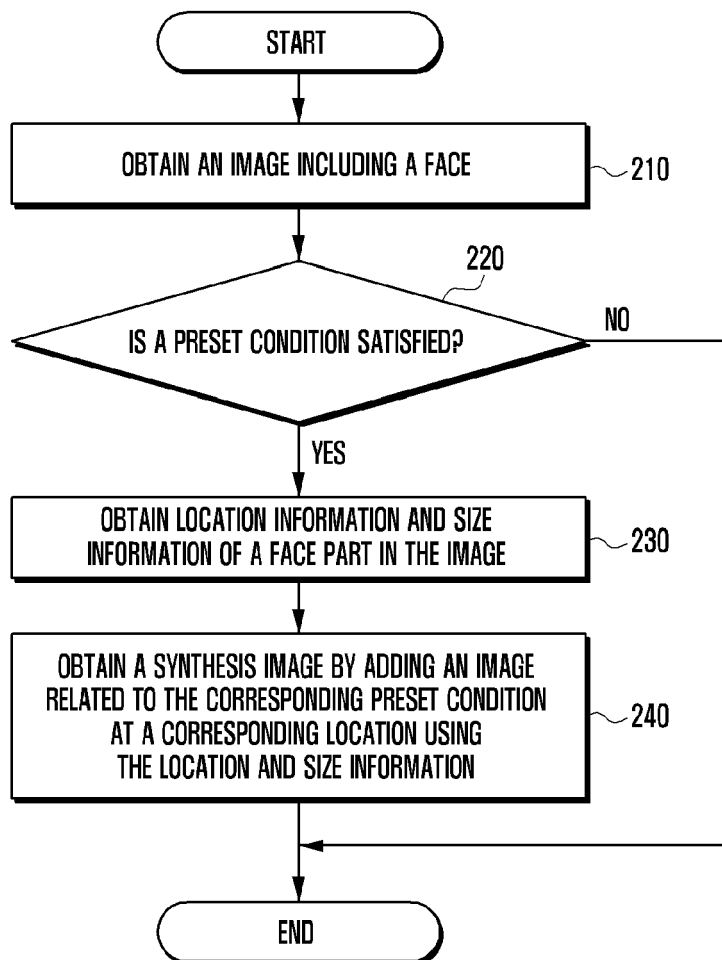 START
OBTAIN AN IMAGE INCLUDING A FACE
210
220
IS A PRESET CONDITION SATISFIED?
NO
YES
OBTAIN LOCATION INFORMATION AND SIZE
INFORMATION OF A FACE PART IN THE IMAGE
230
OBTAIN A SYNTHESIS IMAGE BY ADDING AN IMAGE
RELATED TO THE CORRESPONDING PRESET CONDITION
AT A CORRESPONDING LOCATION USING
THE LOCATION AND SIZE INFORMATION
240
END